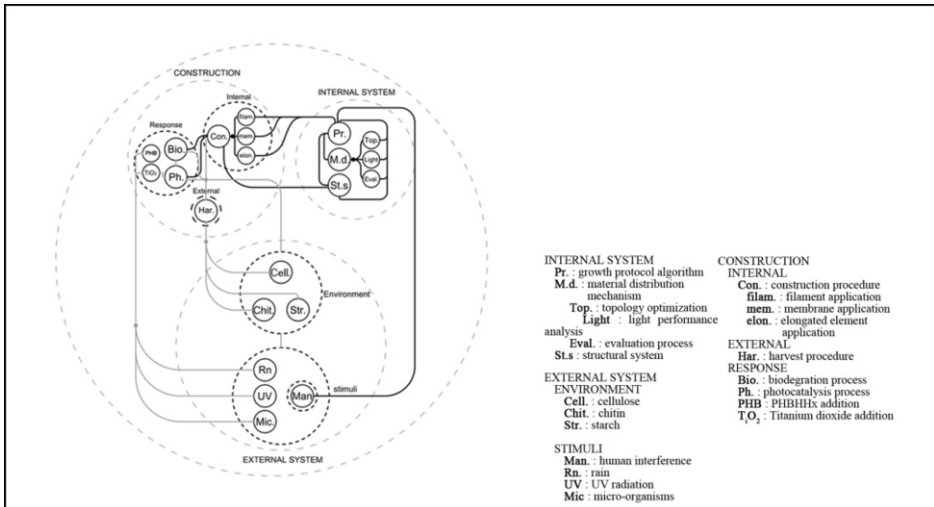 CONSTRUCTION
Internal
INTERNAL SYSTEM
filam.
Response
Con.
mem.
Pr.
Top.
PHB
Bio.
elon.
M.d.
Light
TiO₂
Ph.
St.s
Eval.
External
Har.
Cell.
Environment
Chit.
Str.
Rn
stimuli
UV
Man
Mic.
EXTERNAL SYSTEM
INTERNAL SYSTEM
Pr. : growth protocol algorithm
M.d. : material distribution
mechanism
Top. : topology optimization
Light : light performance
analysis
Eval. : evaluation process
St.s : structural system
EXTERNAL SYSTEM
ENVIRONMENT
Cell. : cellulose
Chit. : chitin
Str. : starch
STIMULI
Man. : human interference
Rn. : rain
UV : UV radiation
Mic : micro-organisms
CONSTRUCTION
INTERNAL
Con. : construction procedure
filam. : filament application
mem. : membrane application
elon. : elongated element
application
EXTERNAL
Har. : harvest procedure
RESPONSE
Bio. : biodegration process
Ph. : photocatalysis process
PHB : PHBHHx addition
TᵢO₂ : Titanium dioxide addition